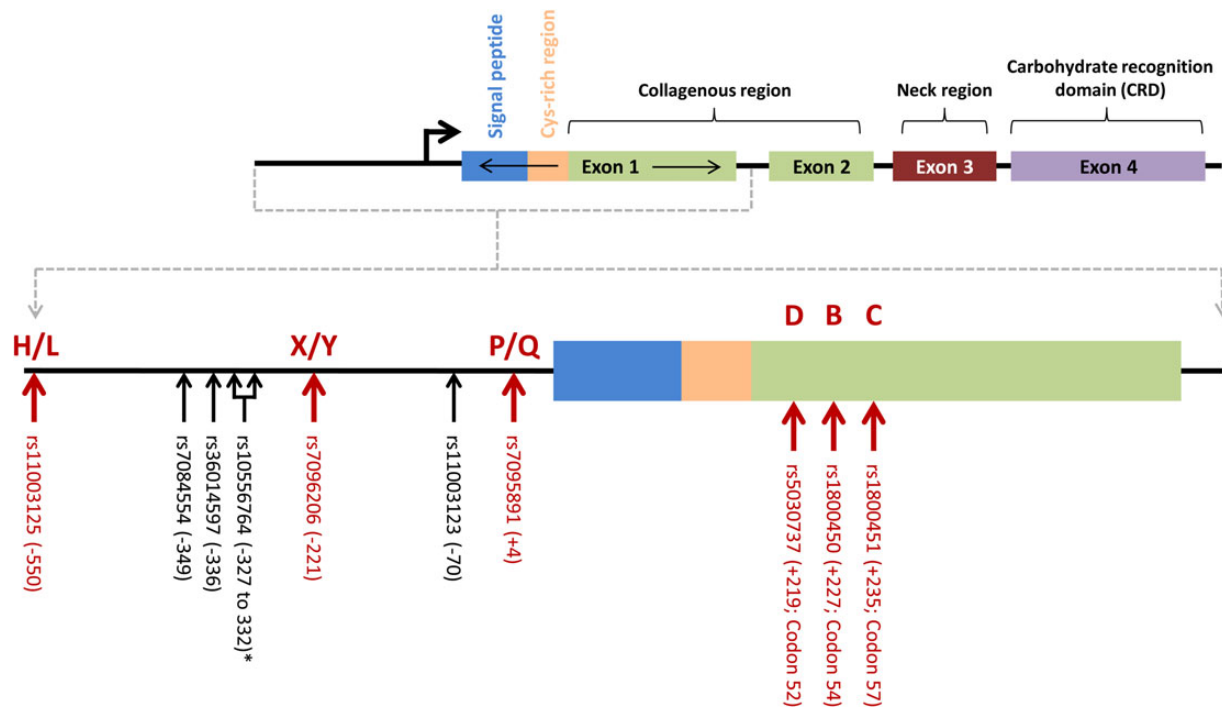 Signal peptide
Cys-rich region
Collagenous region
Neck region
Carbohydrate recognition
domain (CRD)
Exon 1
Exon 2
Exon 3
Exon 4
H/L
X/Y
P/Q
D
B
C
rs11003125 (-550)
rs7084554 (-349)
rs36014597 (-336)
rs10556764 (-327 to 332)*
rs7096206 (-221)
rs11003123 (-70)
rs7095891 (+4)
rs5030737 (+219; Codon 52)
rs1800450 (+227; Codon 54)
rs1800451 (+235; Codon 57)